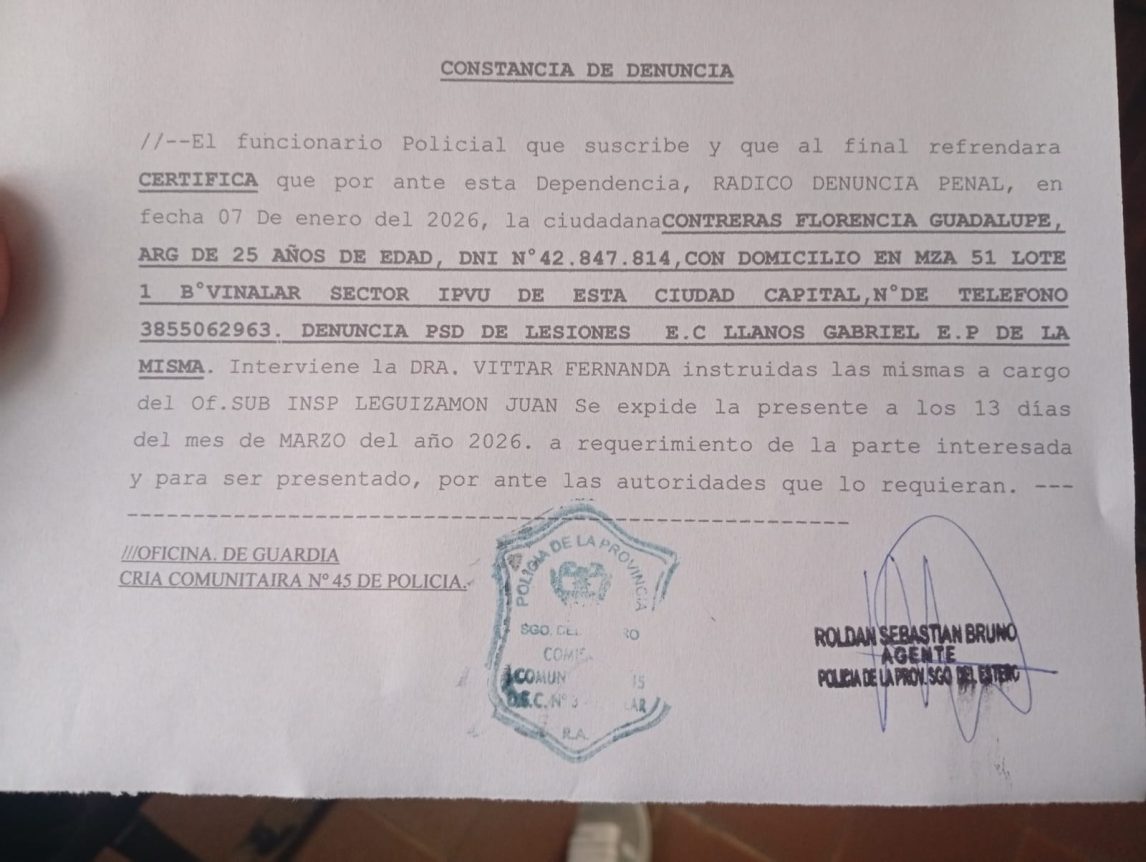 CONSTANCIA DE DENUNCIA
//--El funcionario Policial que suscribe y que al final refrendara
CERTIFICA que por ante esta Dependencia, RADICO DENUNCIA PENAL, en
fecha 07 De enero del 2026, la ciudadanaCONTRERAS FLORENCIA GUADALUPE,
ARG DE 25 AÑOS DE EDAD, DNI N°42.847.814,CON DOMICILIO EN MZA 51 LOTE
1 B°VINALAR SECTOR IPVU DE ESTA CIUDAD CAPITAL,N°DE TELEFONO
3855062963. DENUNCIA PSD DE LESIONES E.C LLANOS GABRIEL E.P DE LA
MISMA. Interviene la DRA. VITTAR FERNANDA instruidas las mismas a cargo
del Of.SUB INSP LEGUIZAMON JUAN Se expide la presente a los 13 días
del mes de MARZO del año 2026. a requerimiento de la parte interesada
y para ser presentado, por ante las autoridades que lo requieran. ---
///OFICINA. DE GUARDIA
CRIA COMUNITAIRA Nº 45 DE POLICIA.
POLICIA DE LA PROVINCIA
SGO. DEL
R.A.
ROLDAN SEBASTIAN BRUNO
AGENTE
POLICIA DE LA PROV. SGO DEL ESTERO